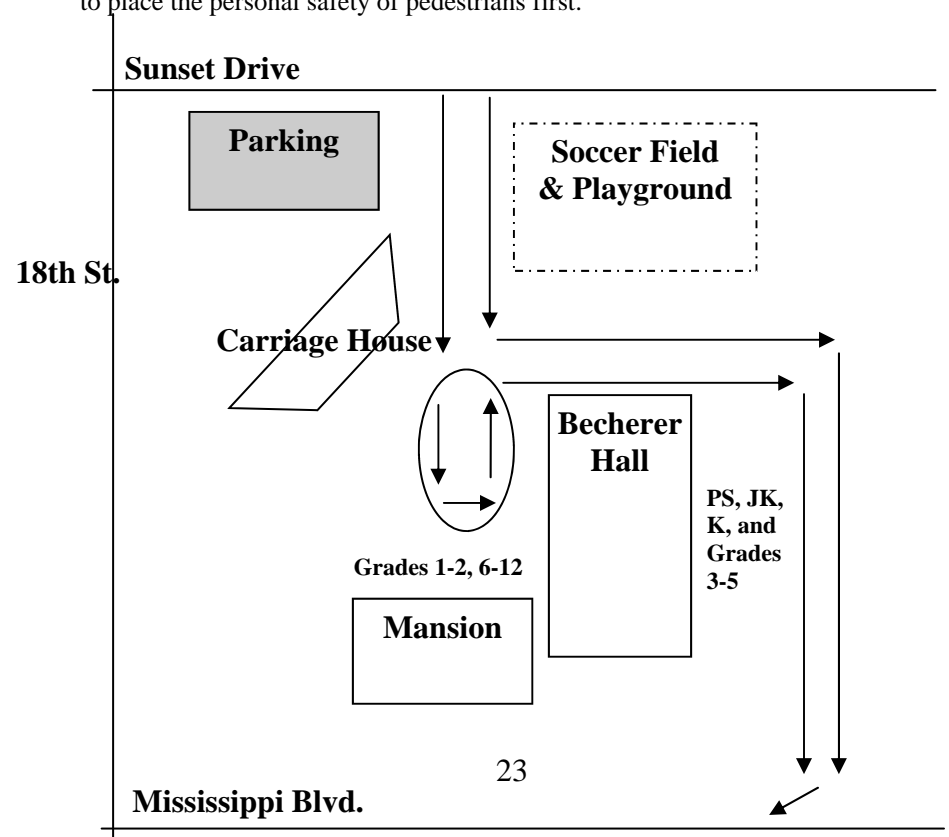 to place the personal safety of pedestrians first.
Sunset Drive
Parking
Soccer Field
& Playground
18th St.
Carriage House
Becherer
Hall
PS, JK,
K, and
Grades
3-5
Grades 1-2, 6-12
Mansion
23
Mississippi Blvd.